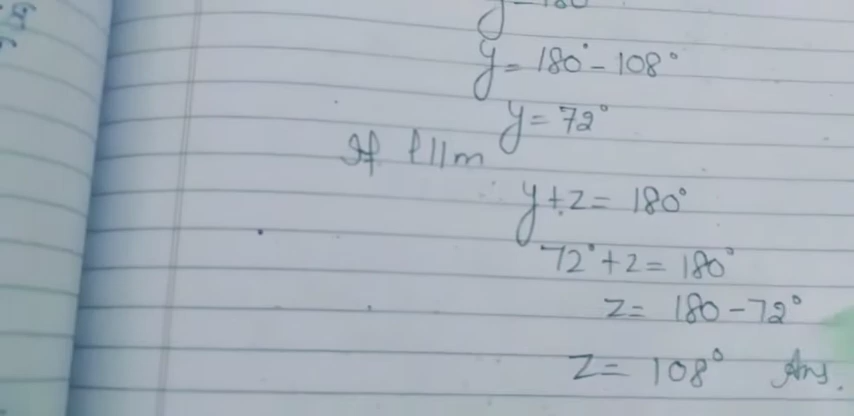 y = 180° - 108°
y = 72°
If l || m
y + z = 180°
72° + z = 180°
z = 180 - 72°
z = 108° Ans.